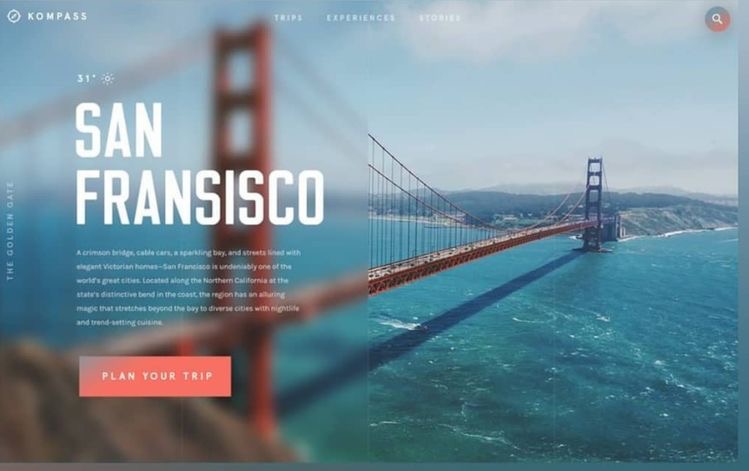 KOMPASS
TRIPS EXPERIENCES STORIES
31°
SAN
FRANSISCO
THE GOLDEN GATE
A crimson bridge, cable cars, a sparkling bay, and streets lined with
elegant Victorian homes—San Francisco is undeniably one of the
world's great cities. Located along the Northern California at the
state's distinctive bend in the coast, the region has an alluring
magic that stretches beyond the bay to diverse cities with nightlife
and trend-setting cuisine.
PLAN YOUR TRIP